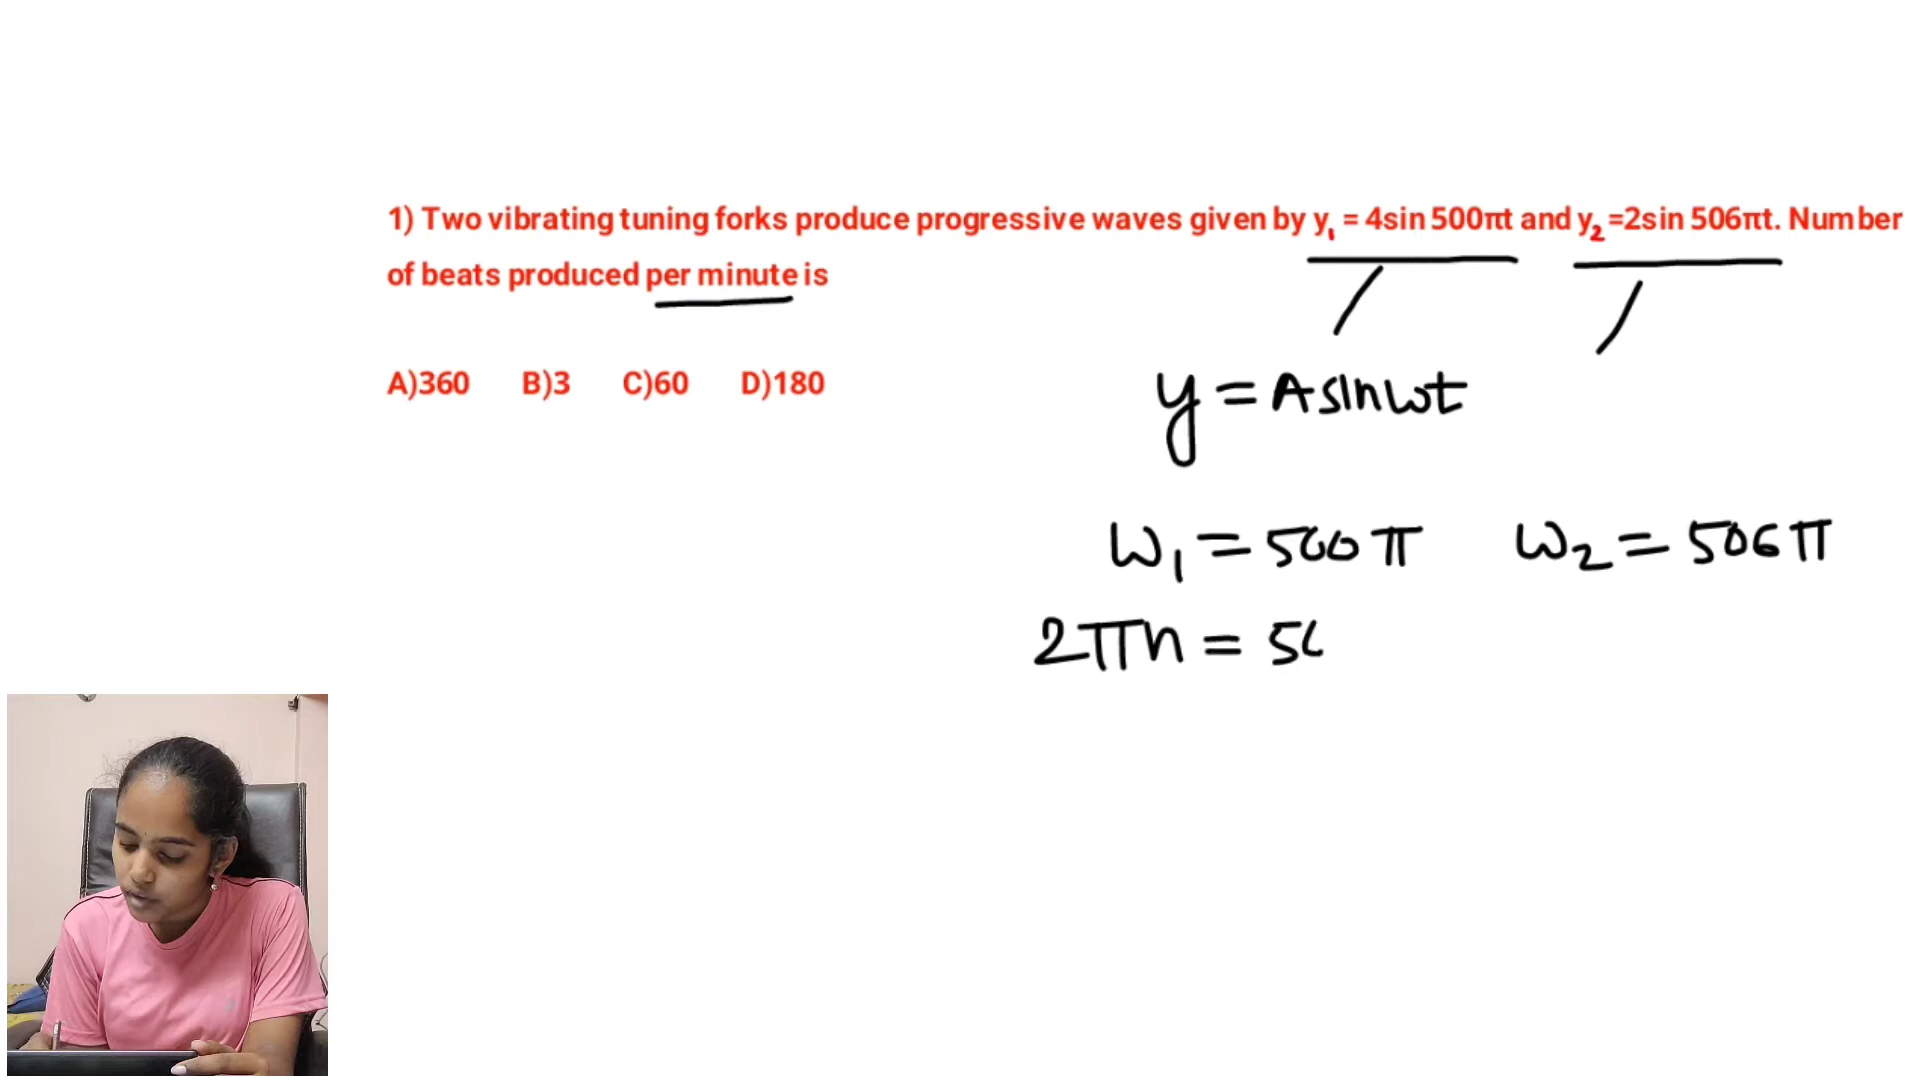 1) Two vibrating tuning forks produce progressive waves given by y₁ = 4sin 500πt and y₂ =2sin 506πt. Number
of beats produced per minute is
A)360 B)3 C)60 D)180
y = A sin ωt
ω₁ = 500 π ω₂ = 506 π
2πn = 50